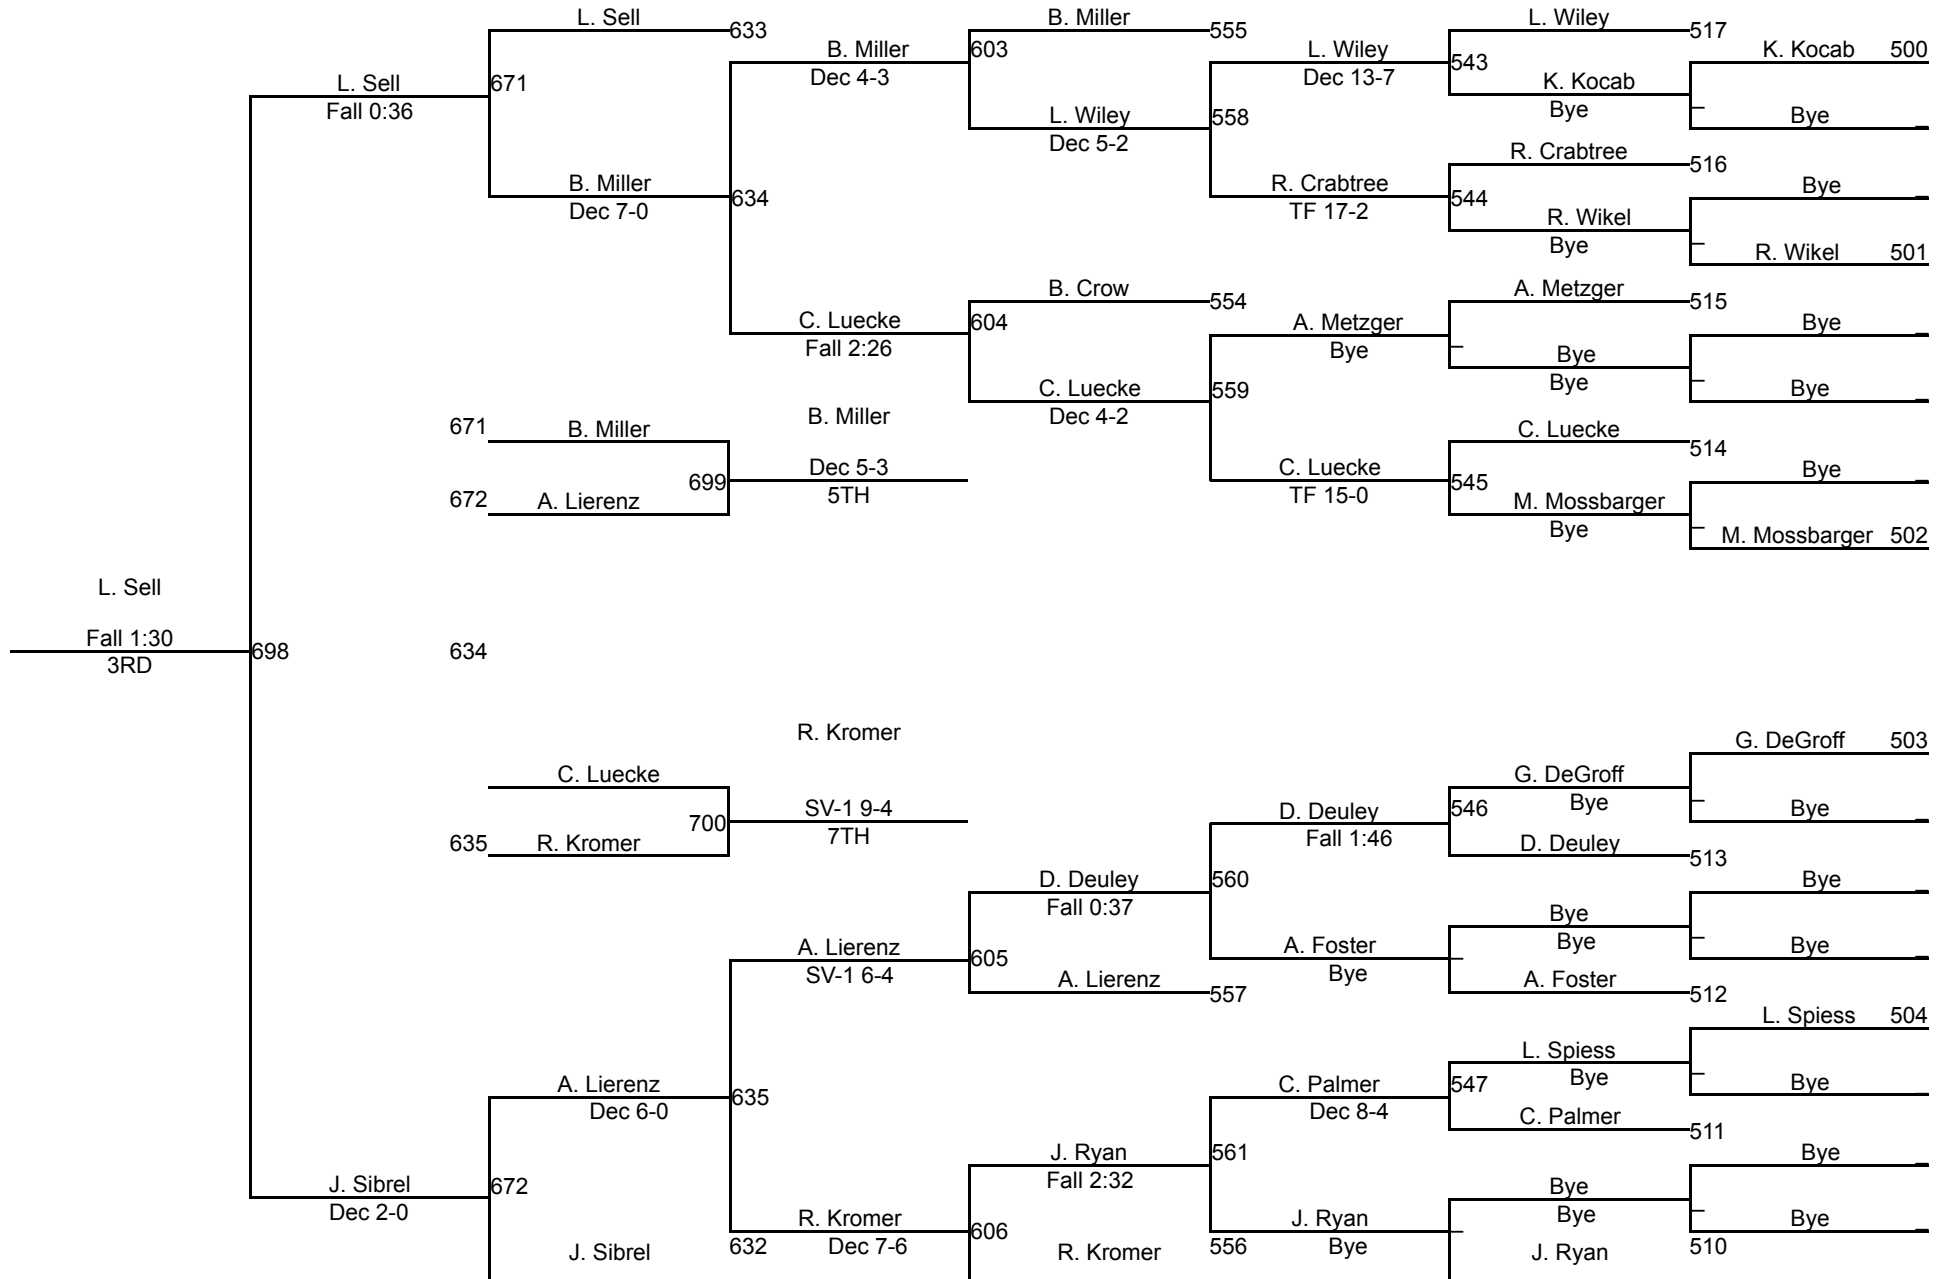 L. Sell
633
B. Miller
555
L. Wiley
517
B. Miller
Dec 4-3
603
L. Wiley
Dec 13-7
543
K. Kocab 500
L. Sell
Fall 0:36
671
K. Kocab
Bye
Bye
L. Wiley
Dec 5-2
558
R. Crabtree
516
B. Miller
Dec 7-0
634
R. Crabtree
TF 17-2
544
Bye
R. Wikel
Bye
R. Wikel 501
B. Crow
554
A. Metzger
515
C. Luecke
Fall 2:26
604
A. Metzger
Bye
Bye
Bye
Bye
Bye
C. Luecke
Dec 4-2
559
671
B. Miller
B. Miller
C. Luecke
514
699
Dec 5-3
5TH
C. Luecke
TF 15-0
545
Bye
672
A. Lierenz
M. Mossbarger
Bye
M. Mossbarger 502
L. Sell
Fall 1:30
3RD
698
634
R. Kromer
G. DeGroff 503
C. Luecke
G. DeGroff
Bye
700
SV-1 9-4
7TH
D. Deuley
Fall 1:46
546
Bye
635
R. Kromer
D. Deuley
513
D. Deuley
Fall 0:37
560
Bye
Bye
Bye
A. Lierenz
SV-1 6-4
605
A. Foster
Bye
Bye
A. Lierenz
557
A. Foster
512
L. Spiess 504
L. Spiess
Bye
A. Lierenz
Dec 6-0
635
C. Palmer
Dec 8-4
547
Bye
C. Palmer
511
J. Ryan
Fall 2:32
561
Bye
J. Sibrel
Dec 2-0
672
Bye
Bye
R. Kromer
Dec 7-6
606
J. Ryan
Bye
Bye
J. Sibrel
632
R. Kromer
556
J. Ryan
510